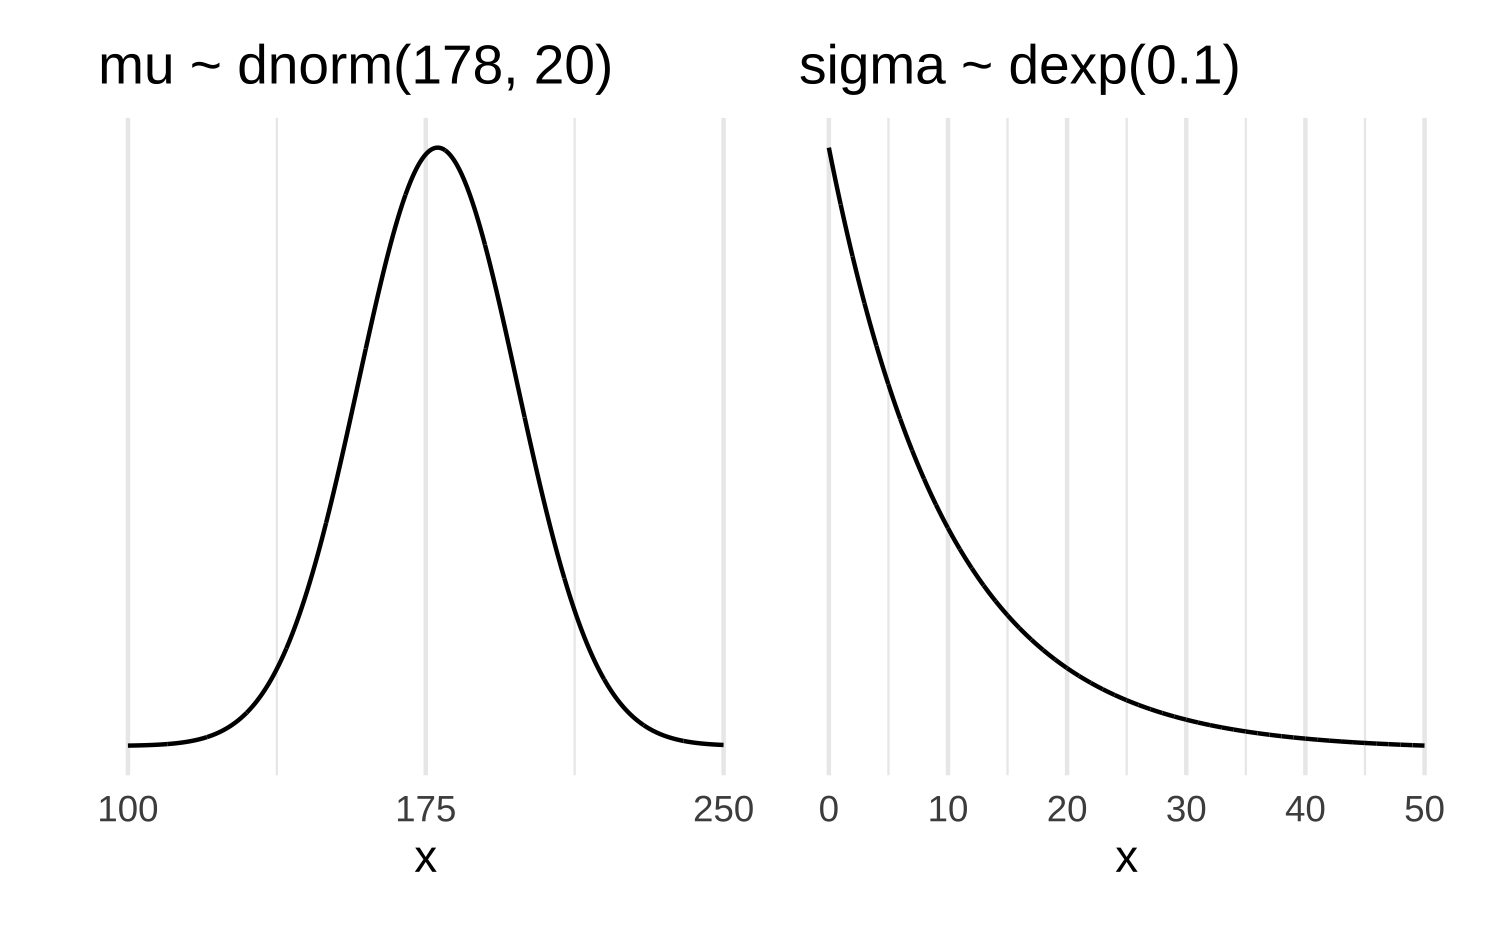 mu ~ dnorm(178, 20)
100 175 250
x
sigma ~ dexp(0.1)
0 10 20 30 40 50
x